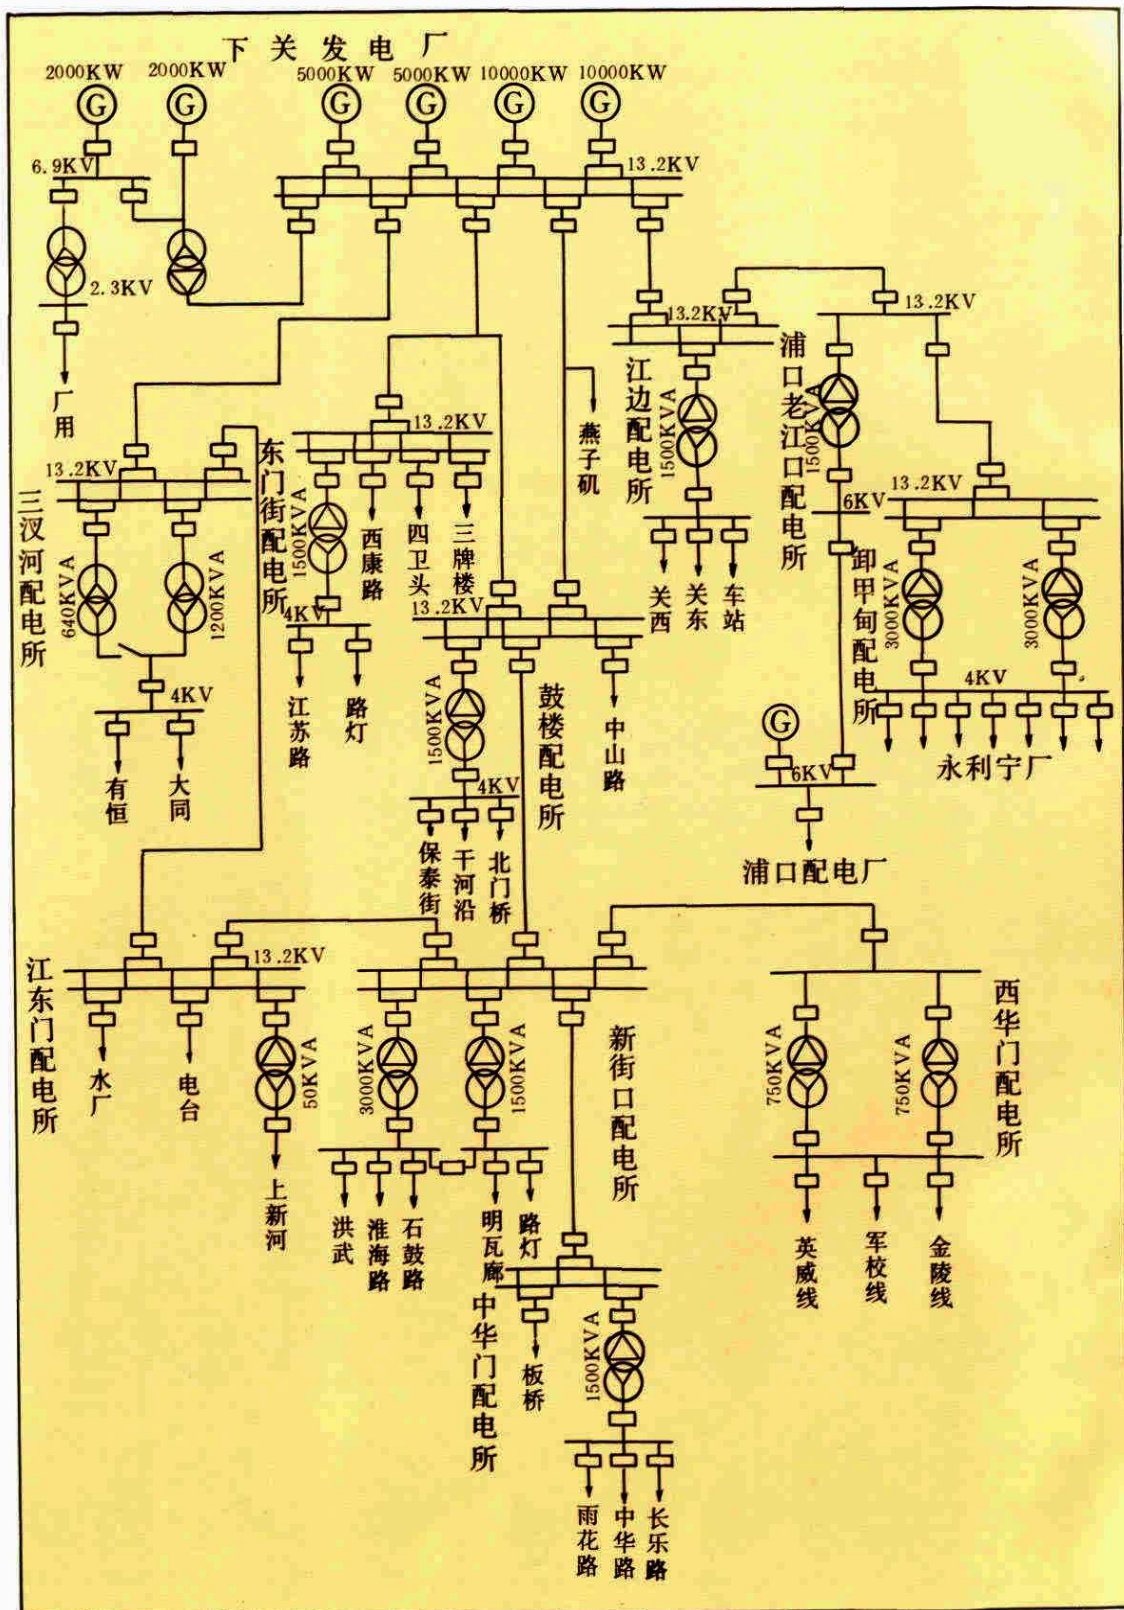 下关发电厂
2000KW
2000KW
5000KW
5000KW
10000KW
10000KW
G
G
G
G
G
G
6.9KV
13.2KV
2.3KV
厂用
13.2KV
13.2KV
江边配电所
1500KVA
关西
关东
车站
浦口老江口配电所
1500KVA
6KV
燕子矶
13.2KV
东门街配电所
1500KVA
西康路
四卫头
三牌楼
4KV
江苏路
路灯
13.2KV
三汊河配电所
640KVA
1200KVA
4KV
有恒
大同
13.2KV
卸甲甸配电所
3000KVA
3000KVA
4KV
永利宁厂
13.2KV
鼓楼配电所
1500KVA
中山路
4KV
保泰街
干河沿
北门桥
G
6KV
浦口配电厂
13.2KV
江东门配电所
水厂
电台
50KVA
上新河
新街口配电所
3000KVA
1500KVA
洪武
淮海路
石鼓路
明瓦廊
路灯
西华门配电所
750KVA
750KVA
英威线
军校线
金陵线
中华门配电所
板桥
1500KVA
雨花路
中华路
长乐路